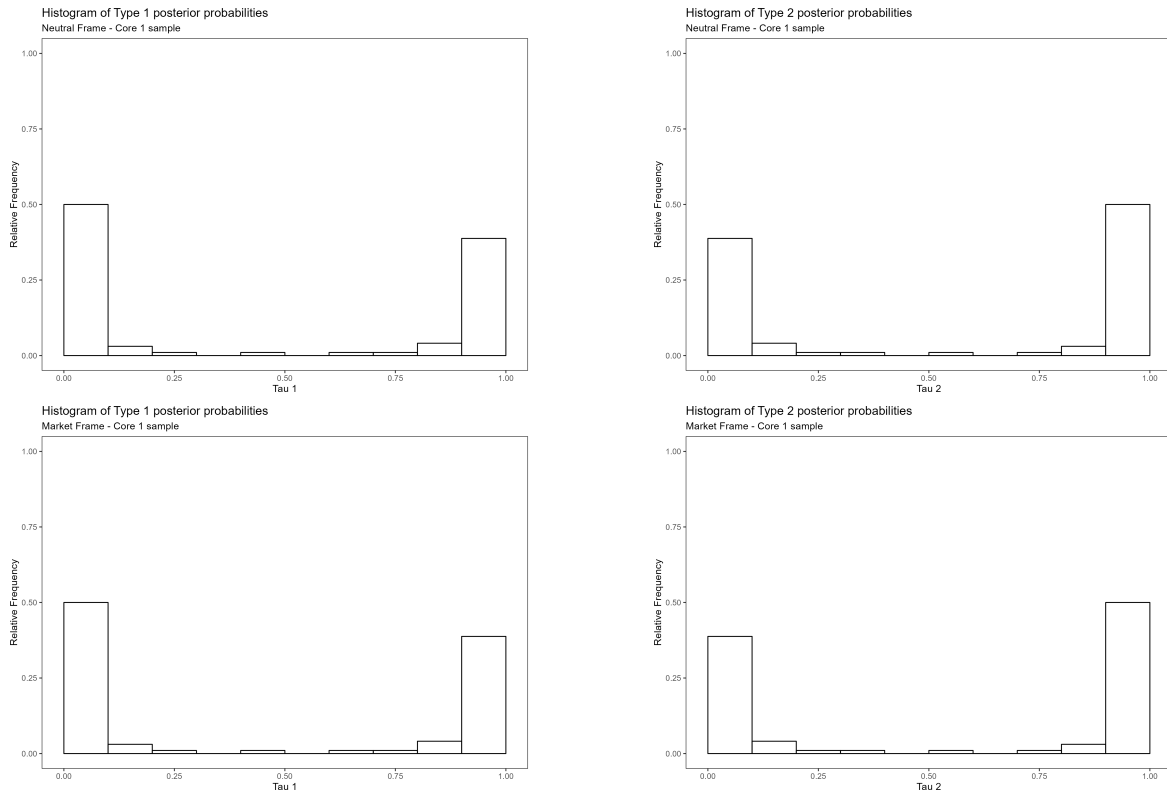 Histogram of Type 1 posterior probabilities
Neutral Frame - Core 1 sample
1.00
0.75
0.50
0.25
0.00
Relative Frequency
0.00 0.25 0.50 0.75 1.00
Tau 1
Histogram of Type 2 posterior probabilities
Neutral Frame - Core 1 sample
1.00
0.75
0.50
0.25
0.00
Relative Frequency
0.00 0.25 0.50 0.75 1.00
Tau 2
Histogram of Type 1 posterior probabilities
Market Frame - Core 1 sample
1.00
0.75
0.50
0.25
0.00
Relative Frequency
0.00 0.25 0.50 0.75 1.00
Tau 1
Histogram of Type 2 posterior probabilities
Market Frame - Core 1 sample
1.00
0.75
0.50
0.25
0.00
Relative Frequency
0.00 0.25 0.50 0.75 1.00
Tau 2